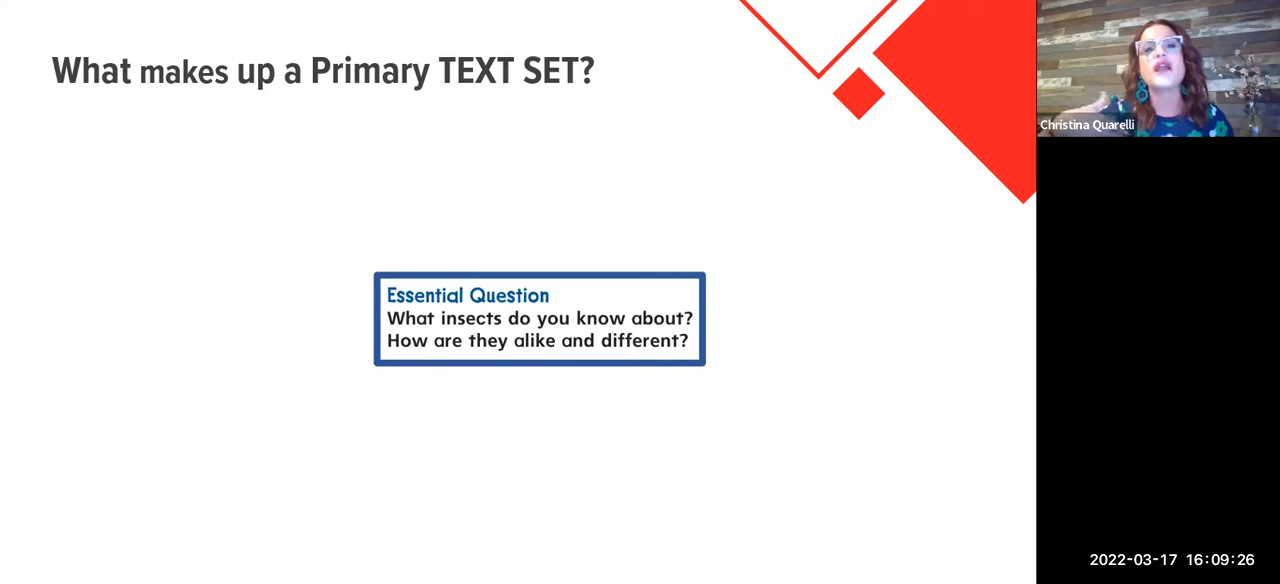 What makes up a Primary TEXT SET?
Christina Quarelli
Essential Question
What insects do you know about?
How are they alike and different?
2022-03-17 16:09:26